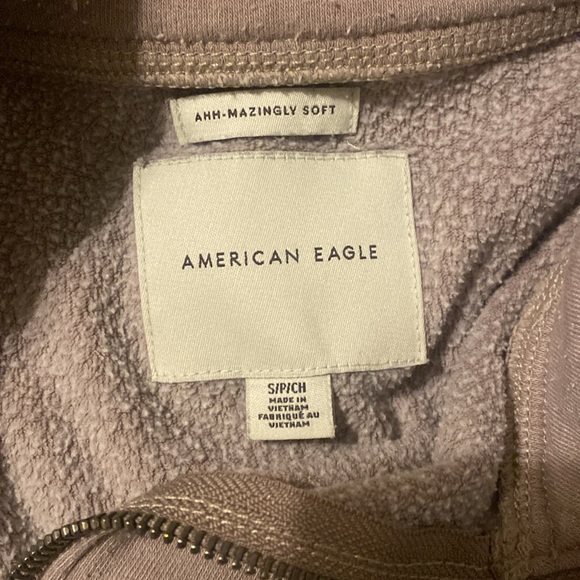 AHH-MAZINGLY SOFT
AMERICAN EAGLE
S/P/CH
MADE IN
VIETNAM
FABRIQUÉ AU
VIETNAM